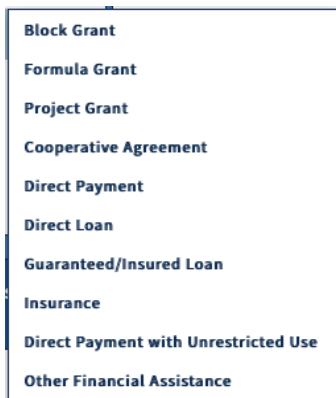 Block Grant
Formula Grant
Project Grant
Cooperative Agreement
Direct Payment
Direct Loan
Guaranteed/Insured Loan
Insurance
Direct Payment with Unrestricted Use
Other Financial Assistance